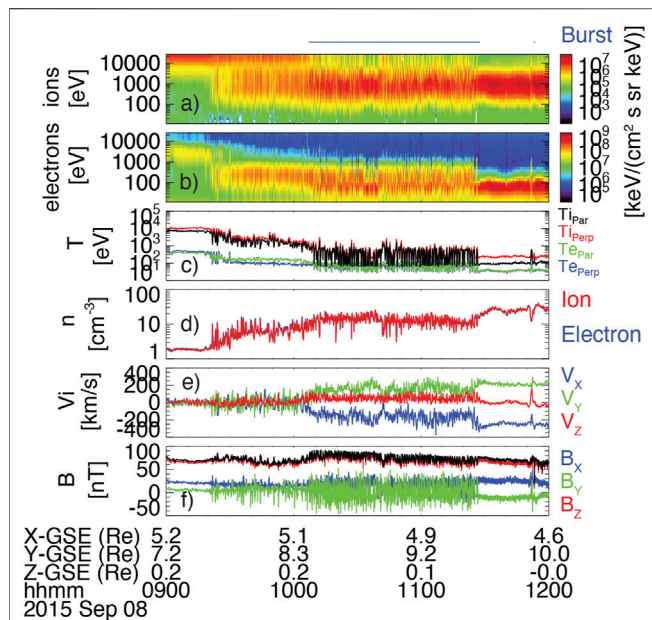 Burst
ions [eV]
10000
1000
100
a)
10^7
10^6
10^5
10^4
10^3
electrons [eV]
10000
1000
100
b)
10^9
10^8
10^7
10^6
10^5
[keV/(cm^2 s sr keV)]
T [eV]
10^5
10^4
10^3
10^2
10^1
c)
Ti_Par
Ti_Perp
Te_Par
Te_Perp
n [cm^-3]
100
10
1
d)
Ion
Electron
Vi [km/s]
400
200
0
-200
-400
e)
V_X
V_Y
V_Z
B [nT]
100
50
0
-50
f)
B_X
B_Y
B_Z
X-GSE (Re) 5.2 5.1 4.9 4.6
Y-GSE (Re) 7.2 8.3 9.2 10.0
Z-GSE (Re) 0.2 0.2 0.1 -0.0
hhmm 0900 1000 1100 1200
2015 Sep 08